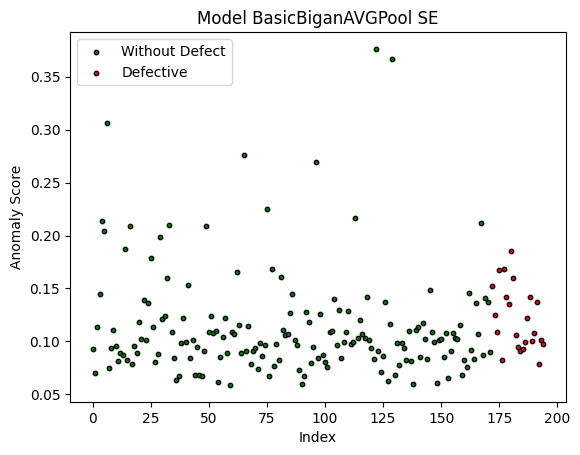 Model BasicBiganAVGPool SE
Without Defect
Defective
Anomaly Score
0.35
0.30
0.25
0.20
0.15
0.10
0.05
0 25 50 75 100 125 150 175 200
Index